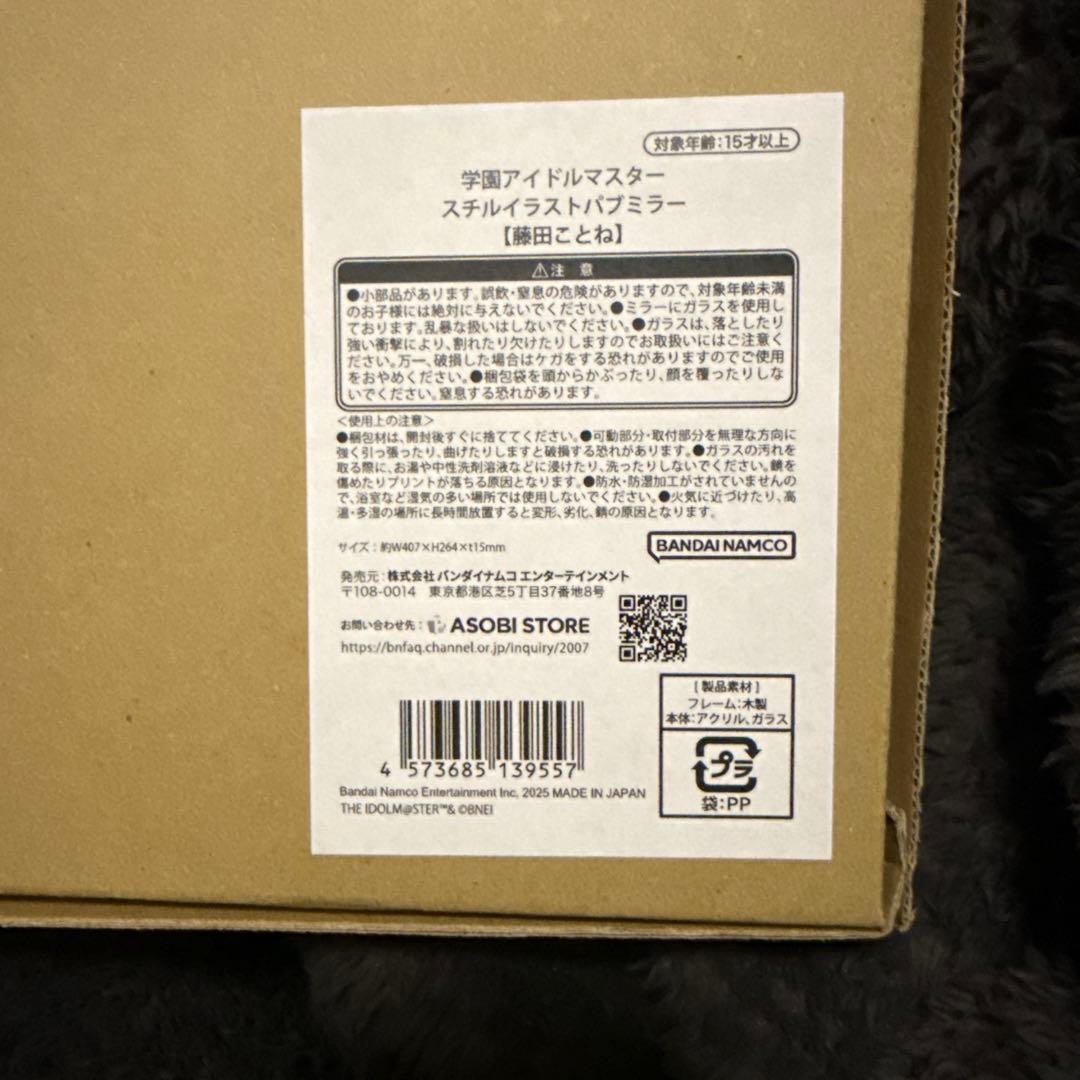 対象年齢:15才以上
学園アイドルマスター
スチルイラストパブミラー
【藤田ことね】
⚠注 意
●小部品があります。誤飲・窒息の危険がありますので、対象年齢未満
のお子様には絶対に与えないでください。●ミラーにガラスを使用し
ております。乱暴な扱いはしないでください。●ガラスは、落としたり
強い衝撃により、割れたり欠けたりしますのでお取扱いにはご注意く
ださい。万一、破損した場合はケガをする恐れがありますのでご使用
をおやめください。●梱包袋を頭からかぶったり、顔を覆ったりしな
いでください。窒息する恐れがあります。
<使用上の注意>
●梱包材は、開封後すぐに捨ててください。●可動部分・取付部分を無理な方向に
強く引っ張ったり、曲げたりしますと破損する恐れがあります。●ガラスの汚れを
取る際に、お湯や中性洗剤溶液などに浸けたり、洗ったりしないでください。鏡を
傷めたりプリントが落ちる原因となります。●防水・防湿加工がされていませんの
で、浴室など湿気の多い場所では使用しないでください。●火気に近づけたり、高
温・多湿の場所に長時間放置すると変形、劣化、錆の原因となります。
サイズ:約W407×H264×t15mm
BANDAI NAMCO
発売元:株式会社 バンダイナムコ エンターテインメント
〒108-0014 東京都港区芝5丁目37番地8号
お問い合わせ先: ASOBI STORE
https://bnfaq.channel.or.jp/inquiry/2007
[製品素材]
フレーム:木製
本体:アクリル、ガラス
プラ
袋:PP
4 573685 139557
Bandai Namco Entertainment Inc. 2025 MADE IN JAPAN
THE IDOLM@STER™& ©BNEI